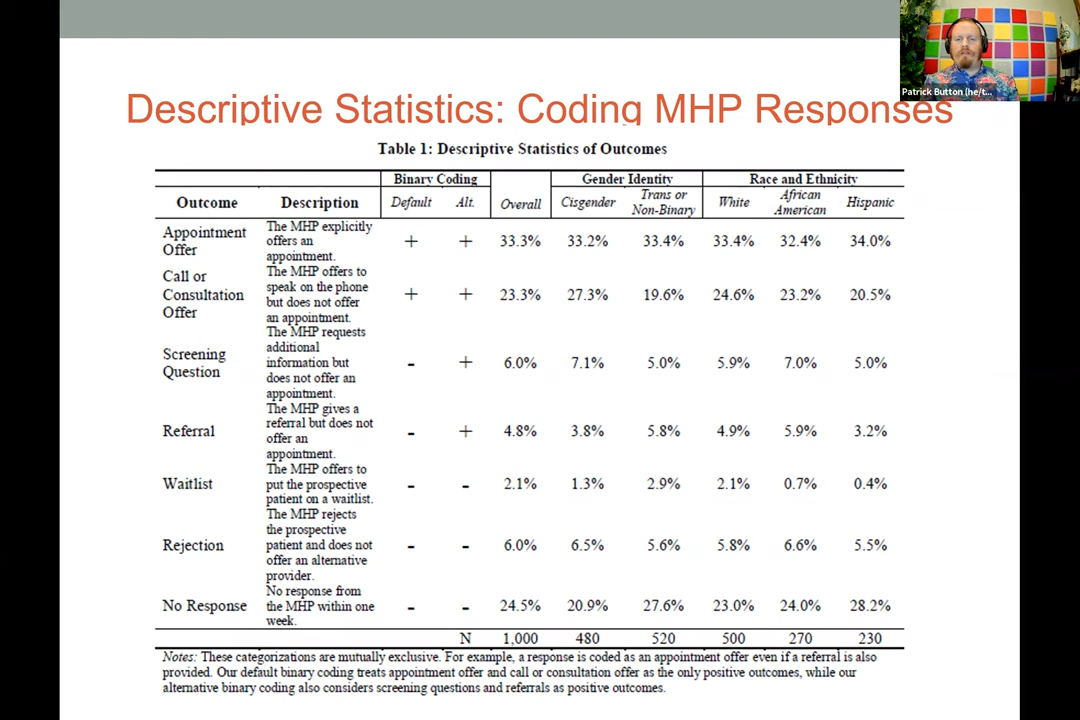 Patrick Button (he/t...
Descriptive Statistics: Coding MHP Responses
Table 1: Descriptive Statistics of Outcomes
Binary Coding Gender Identity Race and Ethnicity
Outcome Description Default Alt. Overall Cisgender Trans or Non-Binary White African American Hispanic
Appointment Offer
The MHP explicitly
offers an
appointment.
+ + 33.3% 33.2% 33.4% 33.4% 32.4% 34.0%
Call or Consultation Offer
The MHP offers to
speak on the phone
but does not offer
an appointment.
+ + 23.3% 27.3% 19.6% 24.6% 23.2% 20.5%
Screening Question
The MHP requests
additional
information but
does not offer an
appointment.
- + 6.0% 7.1% 5.0% 5.9% 7.0% 5.0%
Referral
The MHP gives a
referral but does not
offer an
appointment.
- + 4.8% 3.8% 5.8% 4.9% 5.9% 3.2%
Waitlist
The MHP offers to
put the prospective
patient on a waitlist.
- - 2.1% 1.3% 2.9% 2.1% 0.7% 0.4%
Rejection
The MHP rejects
the prospective
patient and does not
offer an alternative
provider.
- - 6.0% 6.5% 5.6% 5.8% 6.6% 5.5%
No Response
No response from
the MHP within one
week.
- - 24.5% 20.9% 27.6% 23.0% 24.0% 28.2%
N 1,000 480 520 500 270 230
Notes: These categorizations are mutually exclusive. For example, a response is coded as an appointment offer even if a referral is also
provided. Our default binary coding treats appointment offer and call or consultation offer as the only positive outcomes, while our
alternative binary coding also considers screening questions and referrals as positive outcomes.